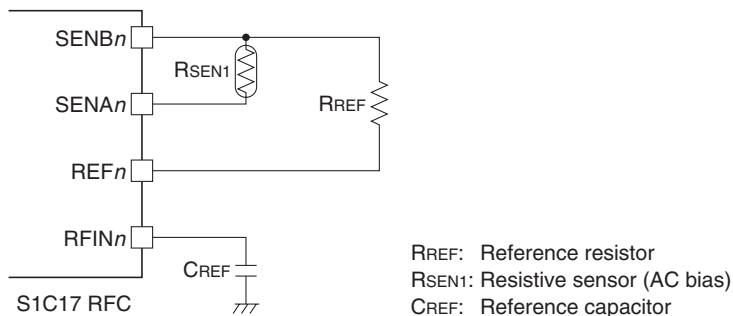 SENBn
RSEN1
SENAn
RREF
REFn
RFINn
CREF
S1C17 RFC
RREF: Reference resistor
RSEN1: Resistive sensor (AC bias)
CREF: Reference capacitor